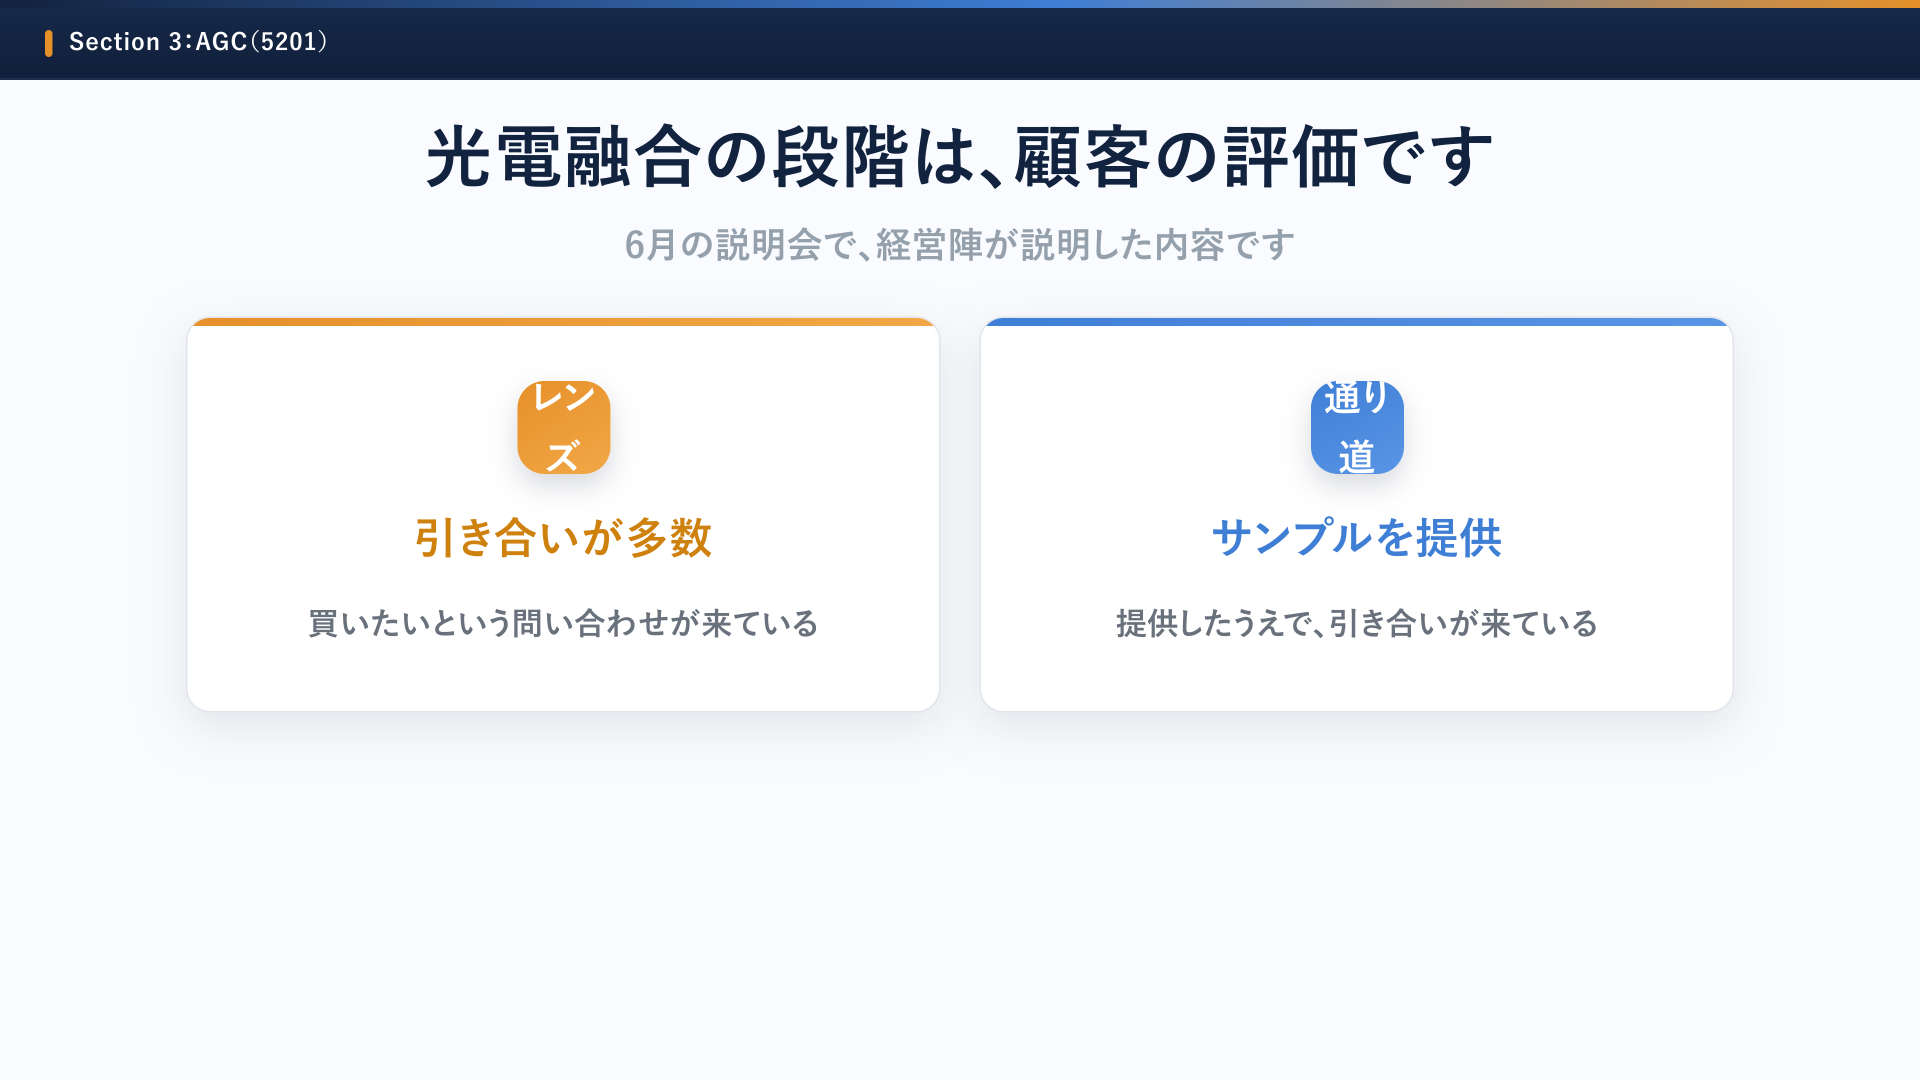 Section 3：AGC（5201）
光電融合の段階は、顧客の評価です
6月の説明会で、経営陣が説明した内容です
レン
ズ
引き合いが多数
買いたいという問い合わせが来ている
通り
道
サンプルを提供
提供したうえで、引き合いが来ている